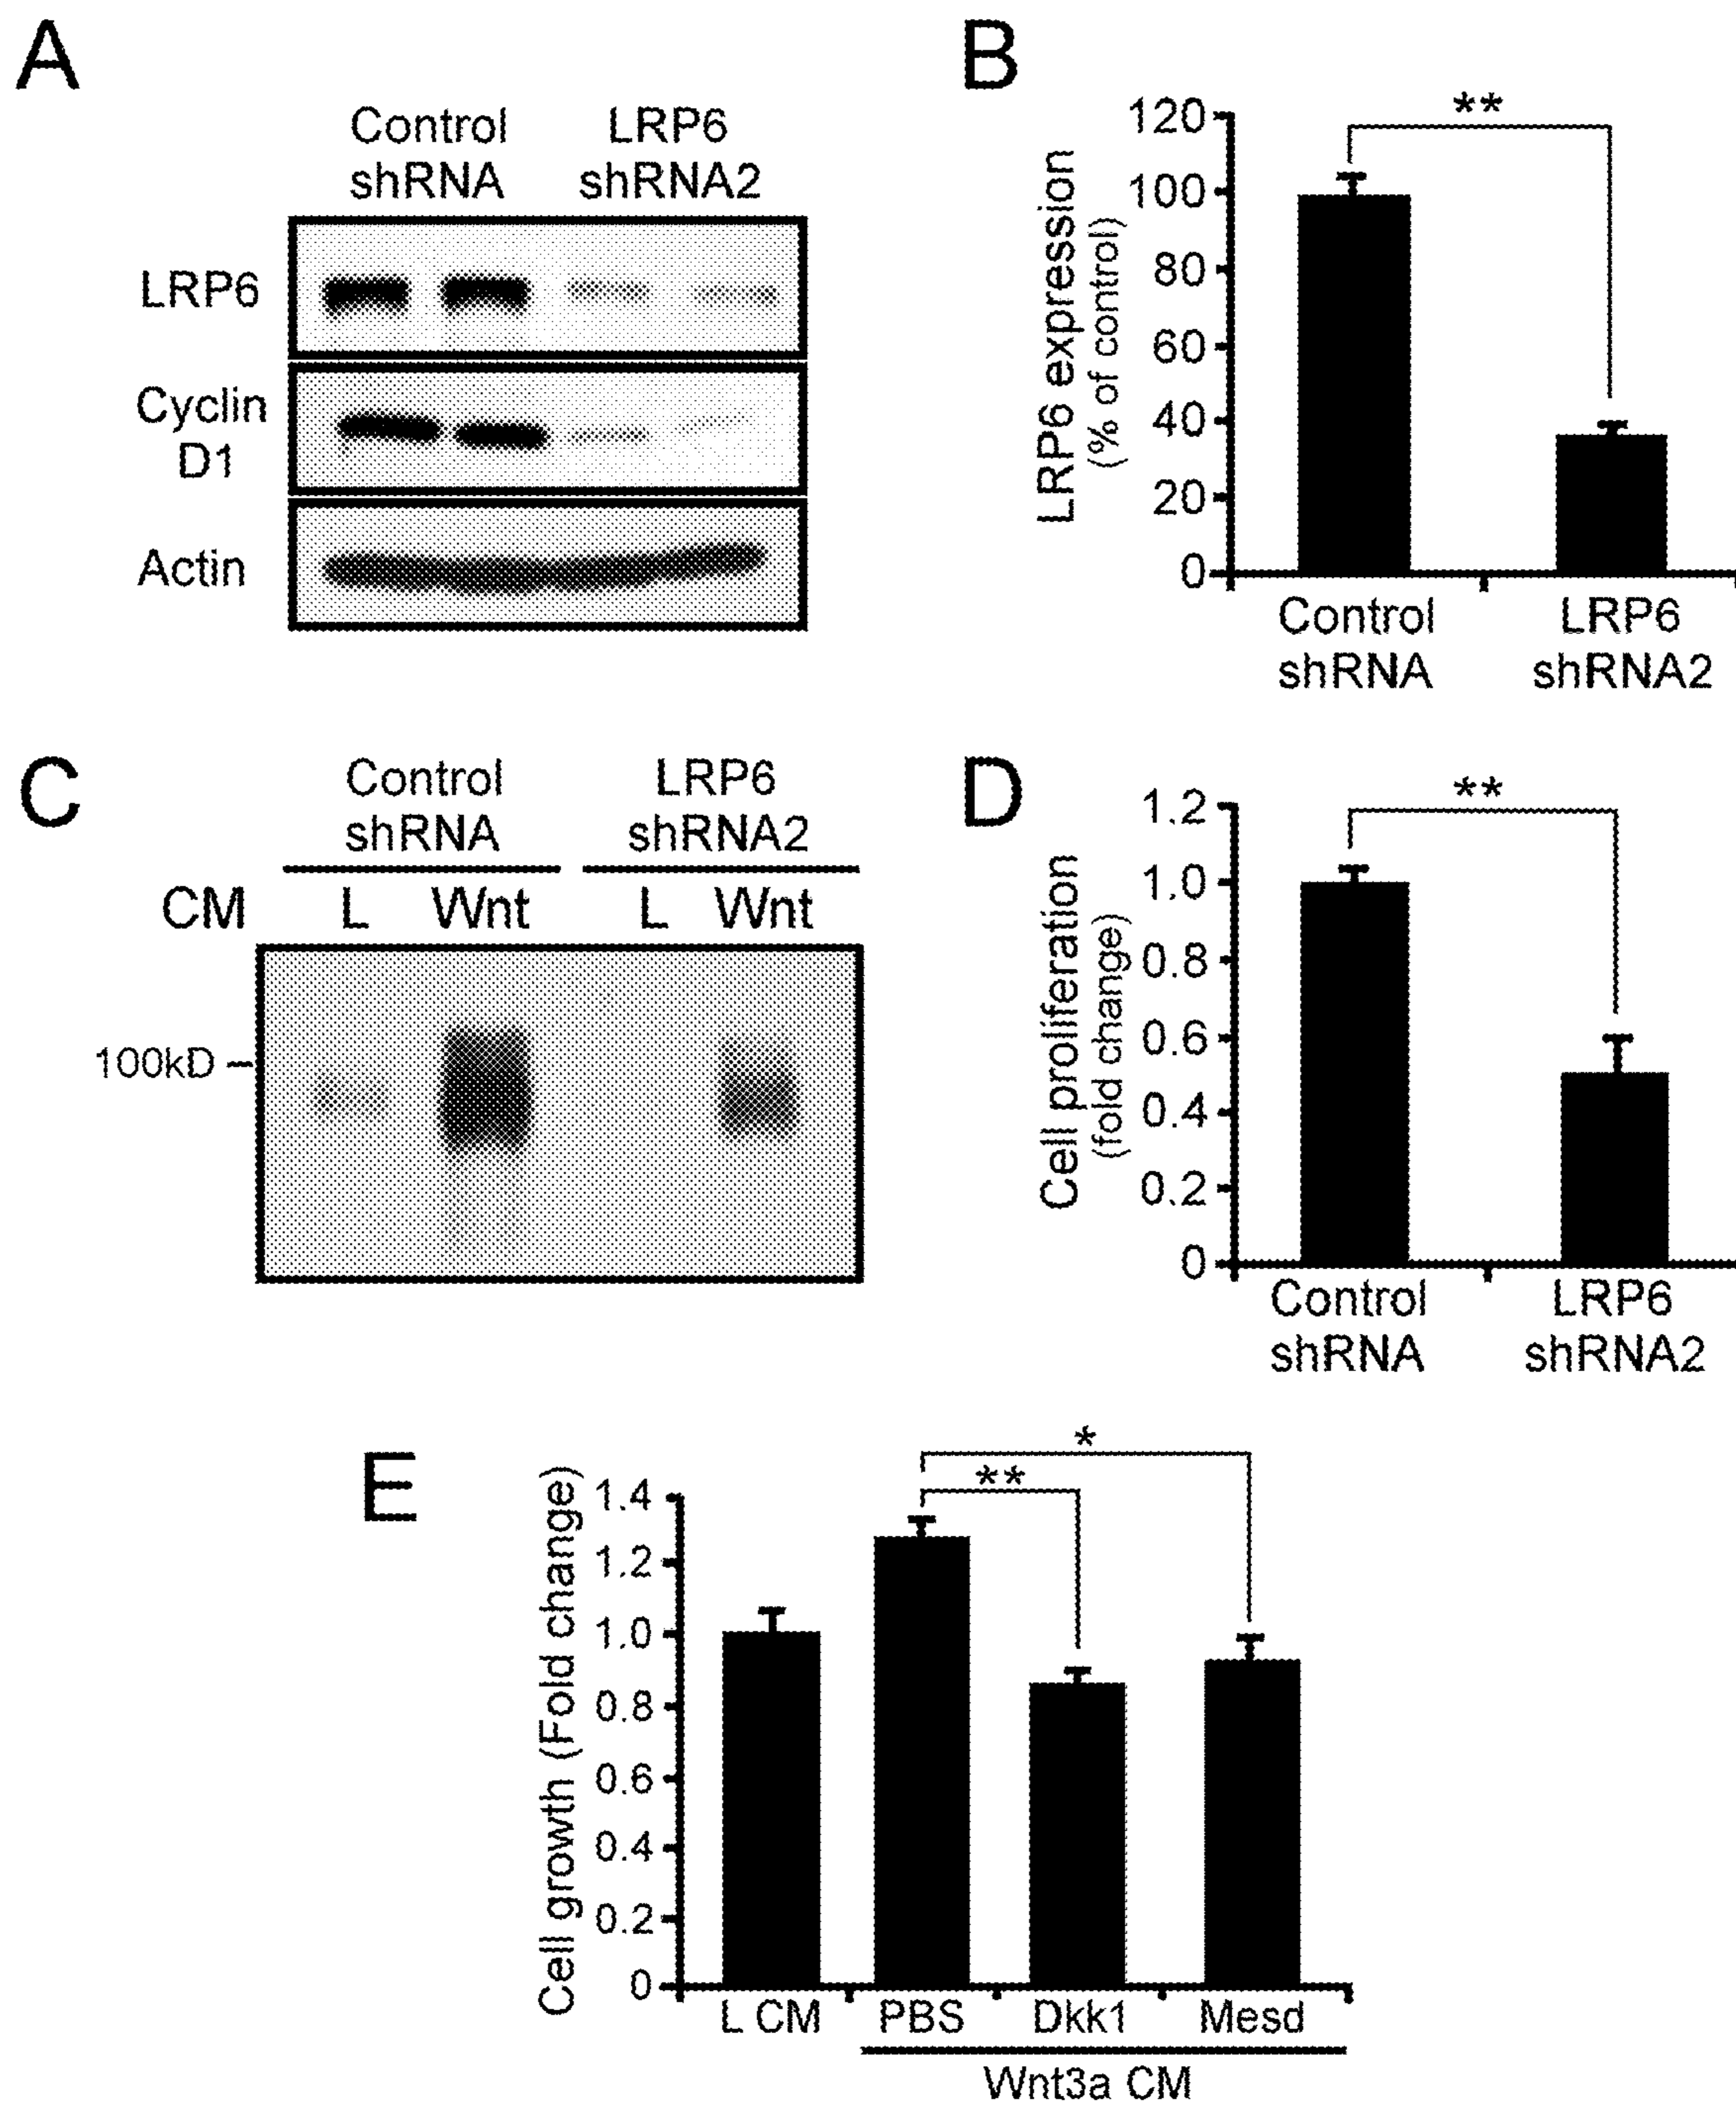 A
Control
shRNA
LRP6
shRNA2
LRP6
Cyclin
D1
Actin
B
**
120
100
80
60
40
20
0
LRP6 expression
(% of control)
Control
shRNA
LRP6
shRNA2
C
Control
shRNA
LRP6
shRNA2
CM L Wnt L Wnt
100kD
D
**
1.2
1.0
0.8
0.6
0.4
0.2
0
Cell proliferation
(fold change)
Control
shRNA
LRP6
shRNA2
E
*
**
1.4
1.2
1.0
0.8
0.6
0.4
0.2
0
Cell growth (Fold change)
L CM PBS Dkk1 Mesd
Wnt3a CM